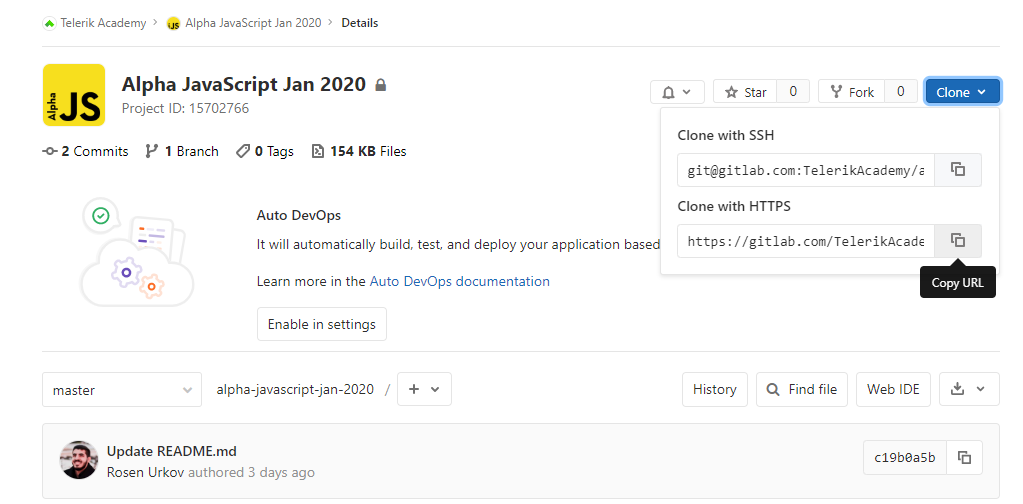 Telerik Academy > Alpha JavaScript Jan 2020 > Details
Alpha JS
Alpha JavaScript Jan 2020
Project ID: 15702766
Star 0 Fork 0 Clone
2 Commits 1 Branch 0 Tags 154 KB Files
Clone with SSH
git@gitlab.com:TelerikAcademy/a
Clone with HTTPS
https://gitlab.com/TelerikAcade
Copy URL
Auto DevOps
It will automatically build, test, and deploy your application based
Learn more in the Auto DevOps documentation
Enable in settings
master alpha-javascript-jan-2020 / + History Find file Web IDE
Update README.md
Rosen Urkov authored 3 days ago
c19b0a5b